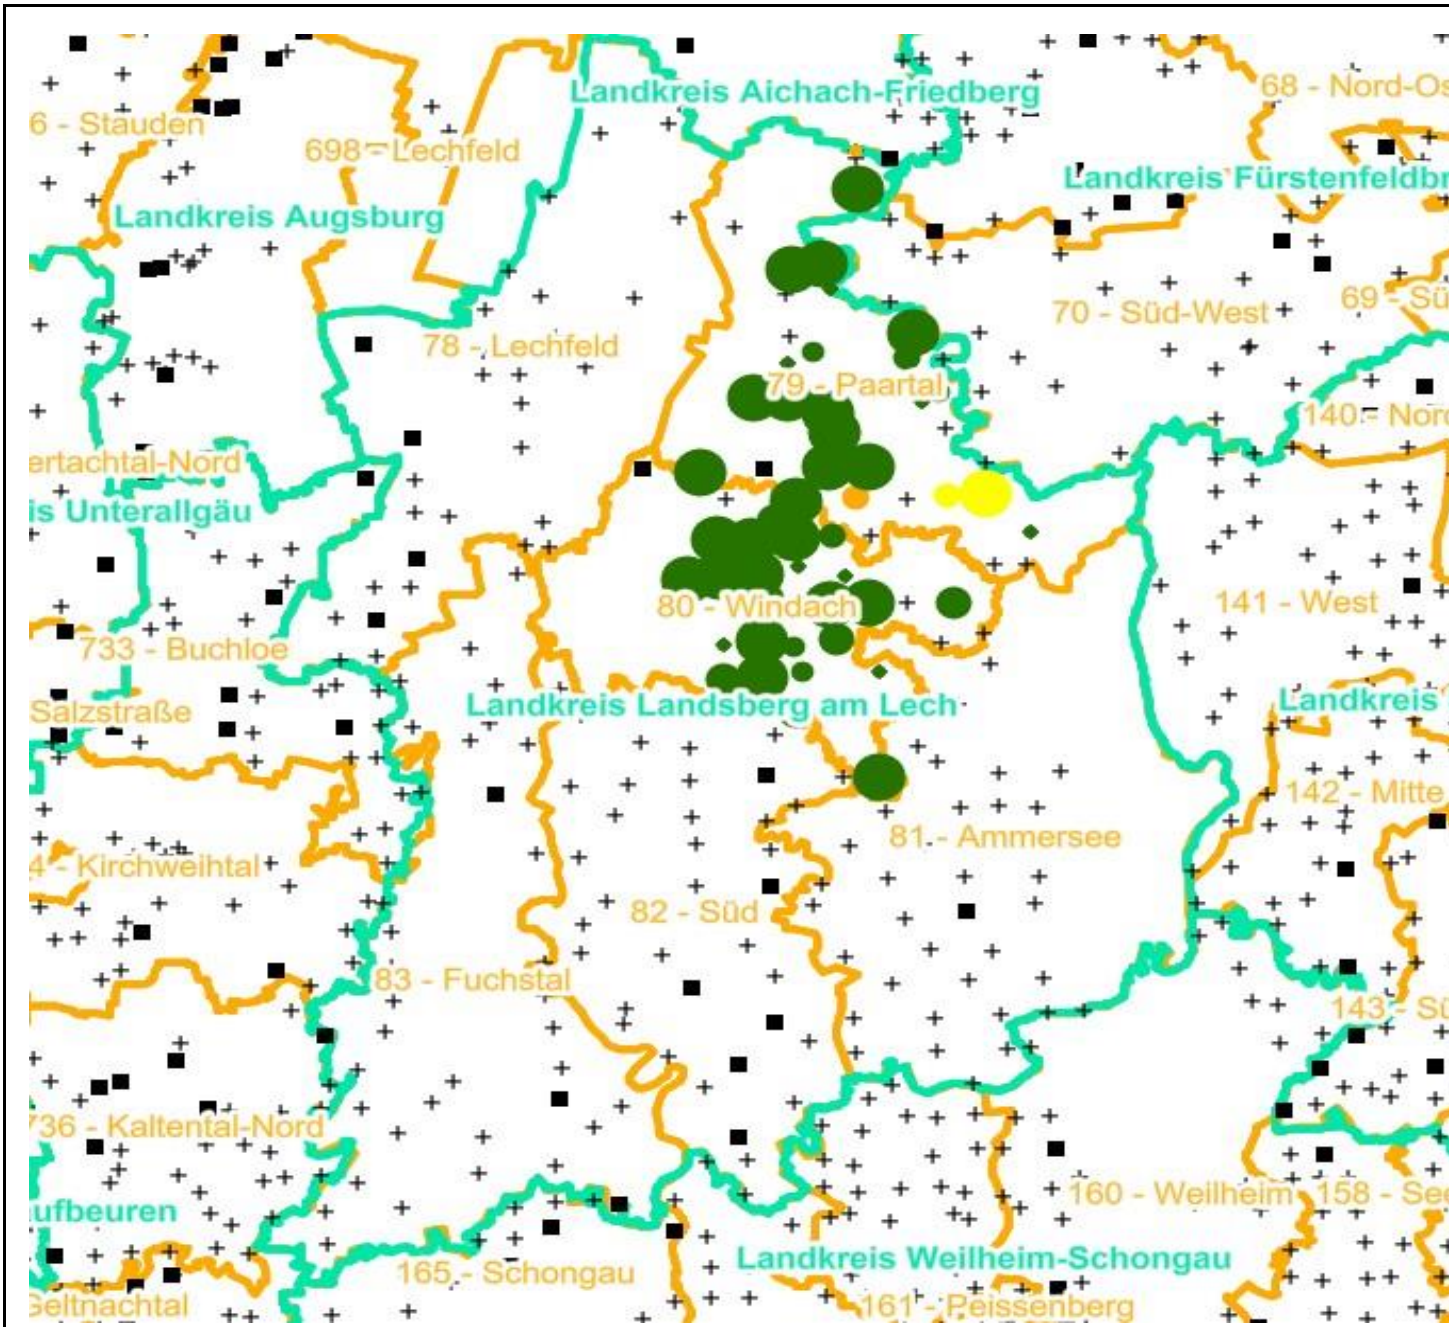 Landkreis Aichach-Friedberg
68 - Nord-Os
6 - Stauden
698 - Lechfeld
Landkreis Fürstenfeldbr
Landkreis Augsburg
69 - Sü
70 - Süd-West
78 - Lechfeld
79 - Paartal
140 - Nord
ertachtal-Nord
is Unterallgäu
141 - West
80 - Windach
733 - Buchloe
Landkreis Landsberg am Lech
Landkreis
Salzstraße
142 - Mitte
81 - Ammersee
4 - Kirchweihtal
82 - Süd
83 - Fuchstal
143 - Sü
736 - Kaltental-Nord
160 - Weilheim
158 - See
ufbeuren
Landkreis Weilheim-Schongau
165 - Schongau
161 - Peissenberg
Geltnachtal